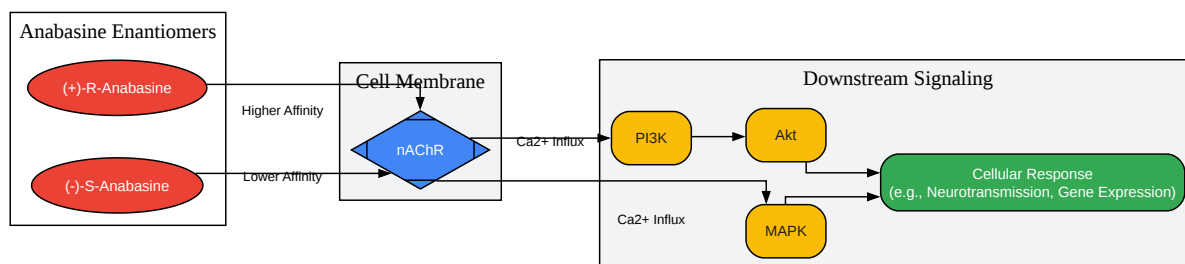 Anabasine Enantiomers
(+)-R-Anabasine
(-)-S-Anabasine
Higher Affinity
Lower Affinity
Cell Membrane
nAChR
Ca2+ Influx
Ca2+ Influx
Downstream Signaling
PI3K
Akt
MAPK
Cellular Response
(e.g., Neurotransmission, Gene Expression)